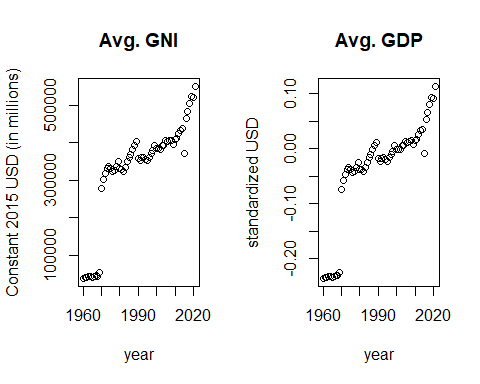 Avg. GNI
Constant 2015 USD (in millions)
100000
300000
500000
1960
1990
2020
year
Avg. GDP
standardized USD
-0.20
-0.10
0.00
0.10
1960
1990
2020
year